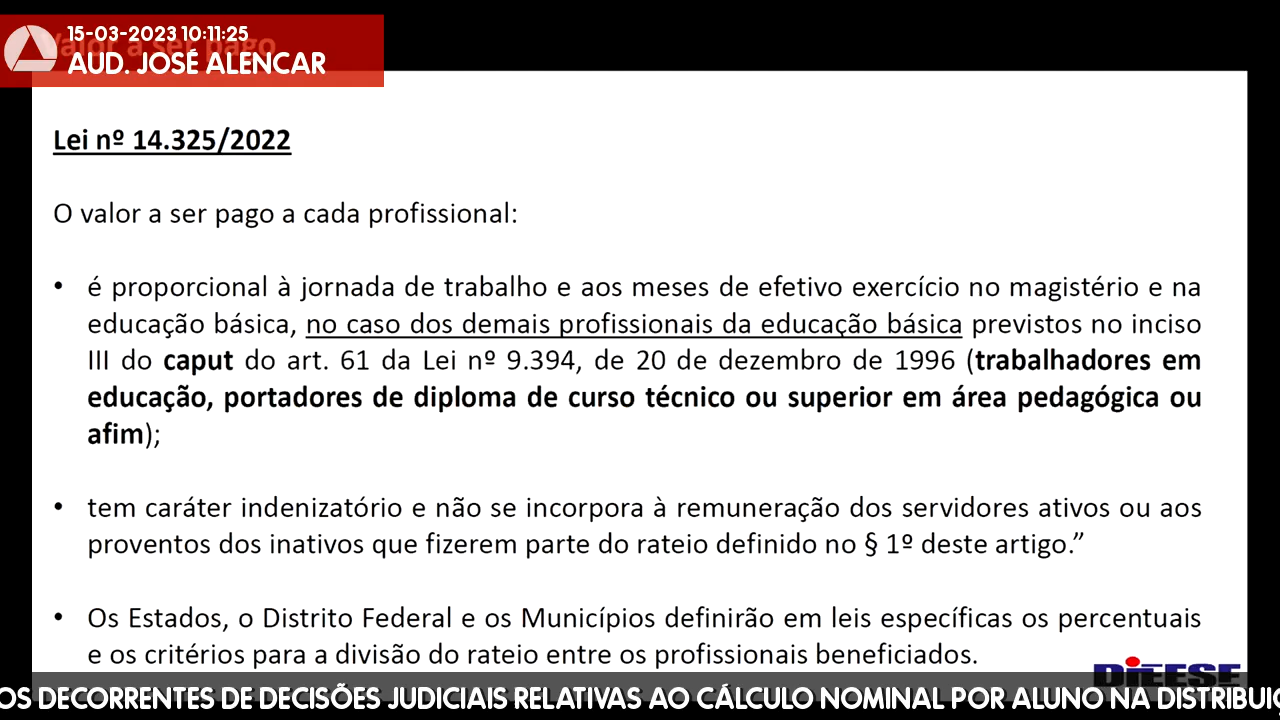 15-03-2023 10:11:25
Valor a ser pago
AUD. JOSÉ ALENCAR
Lei nº 14.325/2022
O valor a ser pago a cada profissional:
• é proporcional à jornada de trabalho e aos meses de efetivo exercício no magistério e na
educação básica, no caso dos demais profissionais da educação básica previstos no inciso
III do caput do art. 61 da Lei nº 9.394, de 20 de dezembro de 1996 (trabalhadores em
educação, portadores de diploma de curso técnico ou superior em área pedagógica ou
afim);
• tem caráter indenizatório e não se incorpora à remuneração dos servidores ativos ou aos
proventos dos inativos que fizerem parte do rateio definido no § 1º deste artigo.”
• Os Estados, o Distrito Federal e os Municípios definirão em leis específicas os percentuais
e os critérios para a divisão do rateio entre os profissionais beneficiados.
DIEESE
OS DECORRENTES DE DECISÕES JUDICIAIS RELATIVAS AO CÁLCULO NOMINAL POR ALUNO NA DISTRIBUIÇ